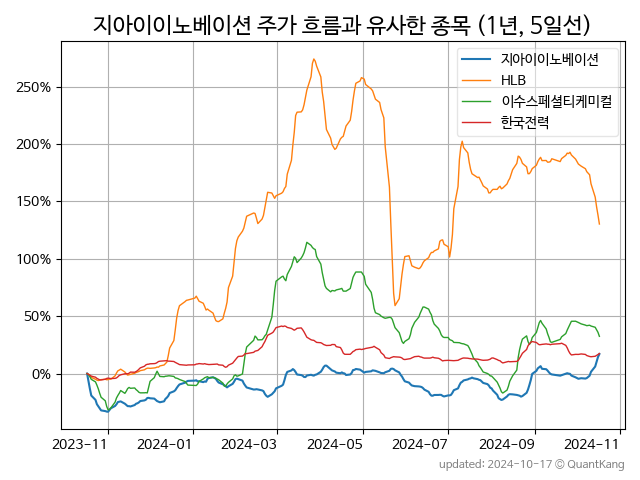 지아이이노베이션 주가 흐름과 유사한 종목 (1년, 5일선)
지아이이노베이션
HLB
이수스페셜티케미컬
한국전력
250%
200%
150%
100%
50%
0%
2023-11 2024-01 2024-03 2024-05 2024-07 2024-09 2024-11
updated: 2024-10-17 © QuantKang